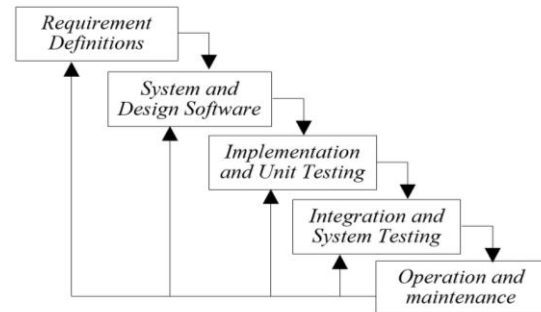 Requirement
Definitions
System and
Design Software
Implementation
and Unit Testing
Integration and
System Testing
Operation and
maintenance